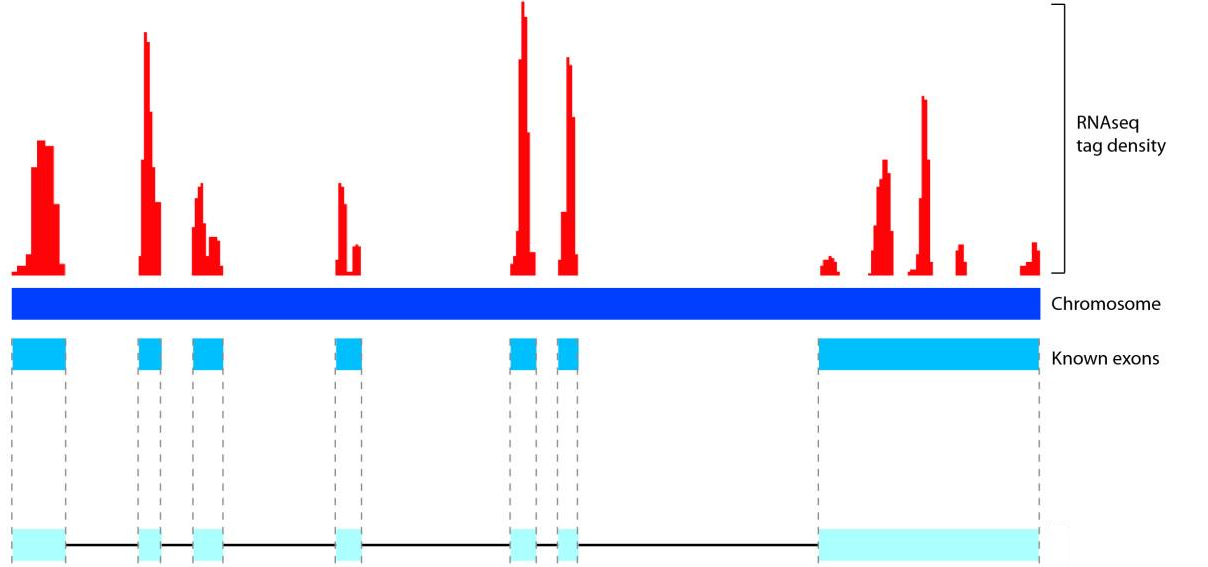 RNAseq
tag density
Chromosome
Known exons